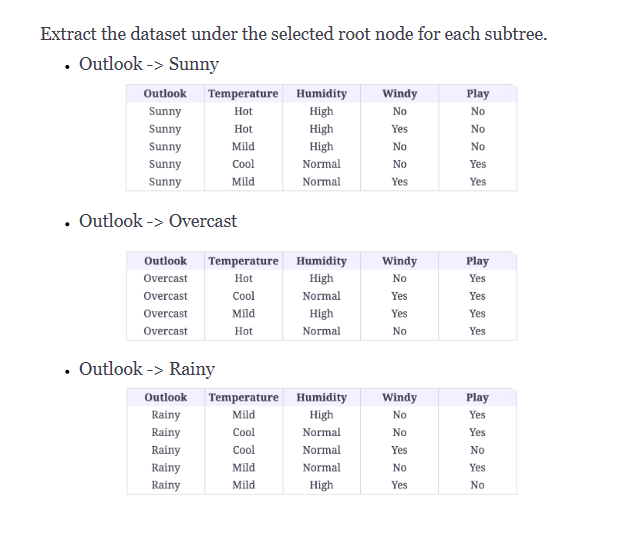 Extract the dataset under the selected root node for each subtree.
• Outlook -> Sunny
Outlook Temperature Humidity Windy Play
Sunny Hot High No No
Sunny Hot High Yes No
Sunny Mild High No No
Sunny Cool Normal No Yes
Sunny Mild Normal Yes Yes
• Outlook -> Overcast
Outlook Temperature Humidity Windy Play
Overcast Hot High No Yes
Overcast Cool Normal Yes Yes
Overcast Mild High Yes Yes
Overcast Hot Normal No Yes
• Outlook -> Rainy
Outlook Temperature Humidity Windy Play
Rainy Mild High No Yes
Rainy Cool Normal No Yes
Rainy Cool Normal Yes No
Rainy Mild Normal No Yes
Rainy Mild High Yes No